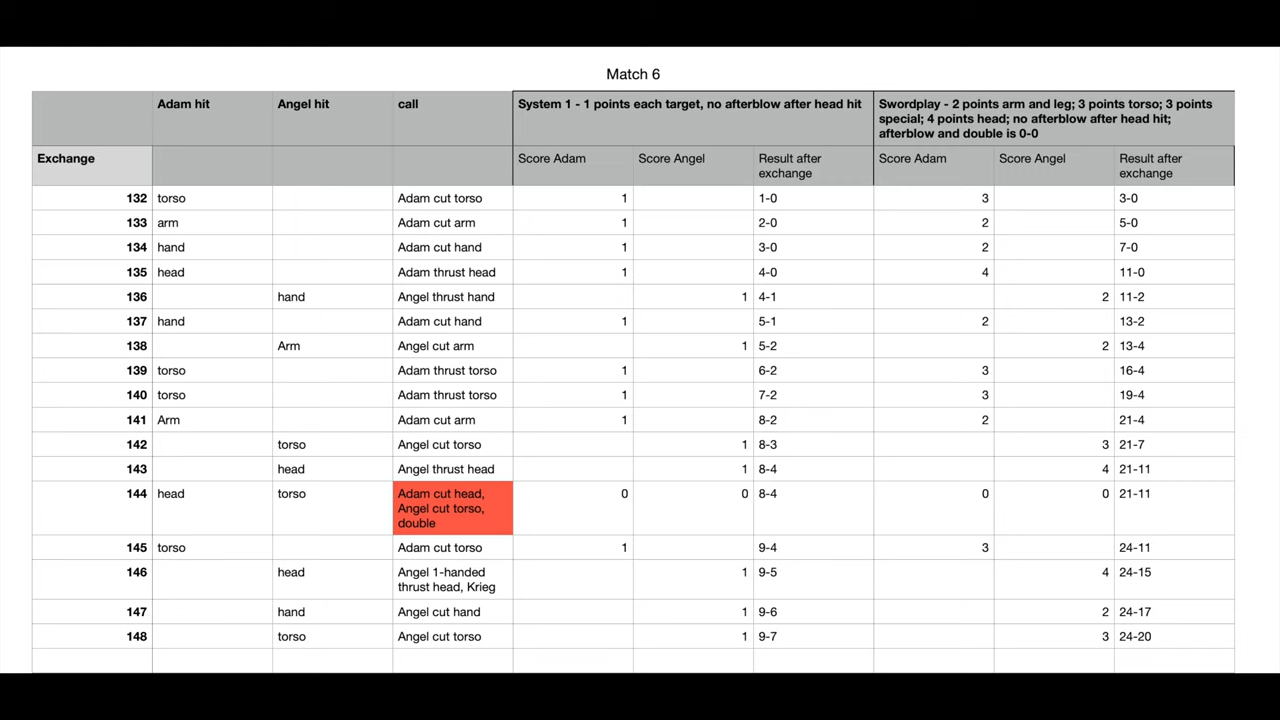 Match 6
Adam hit Angel hit call System 1 - 1 points each target, no afterblow after head hit Swordplay - 2 points arm and leg; 3 points torso; 3 points
special; 4 points head; no afterblow after head hit;
afterblow and double is 0-0
Exchange Score Adam Score Angel Result after Score Adam Score Angel Result after
exchange exchange
132 torso Adam cut torso 1 1-0 3 3-0
133 arm Adam cut arm 1 2-0 2 5-0
134 hand Adam cut hand 1 3-0 2 7-0
135 head Adam thrust head 1 4-0 4 11-0
136 hand Angel thrust hand 1 4-1 2 11-2
137 hand Adam cut hand 1 5-1 2 13-2
138 Arm Angel cut arm 1 5-2 2 13-4
139 torso Adam thrust torso 1 6-2 3 16-4
140 torso Adam thrust torso 1 7-2 3 19-4
141 Arm Adam cut arm 1 8-2 2 21-4
142 torso Angel cut torso 1 8-3 3 21-7
143 head Angel thrust head 1 8-4 4 21-11
144 head torso Adam cut head, 0 0 8-4 0 0 21-11
Angel cut torso,
double
145 torso Adam cut torso 1 9-4 3 24-11
146 head Angel 1-handed 1 9-5 4 24-15
thrust head, Krieg
147 hand Angel cut hand 1 9-6 2 24-17
148 torso Angel cut torso 1 9-7 3 24-20